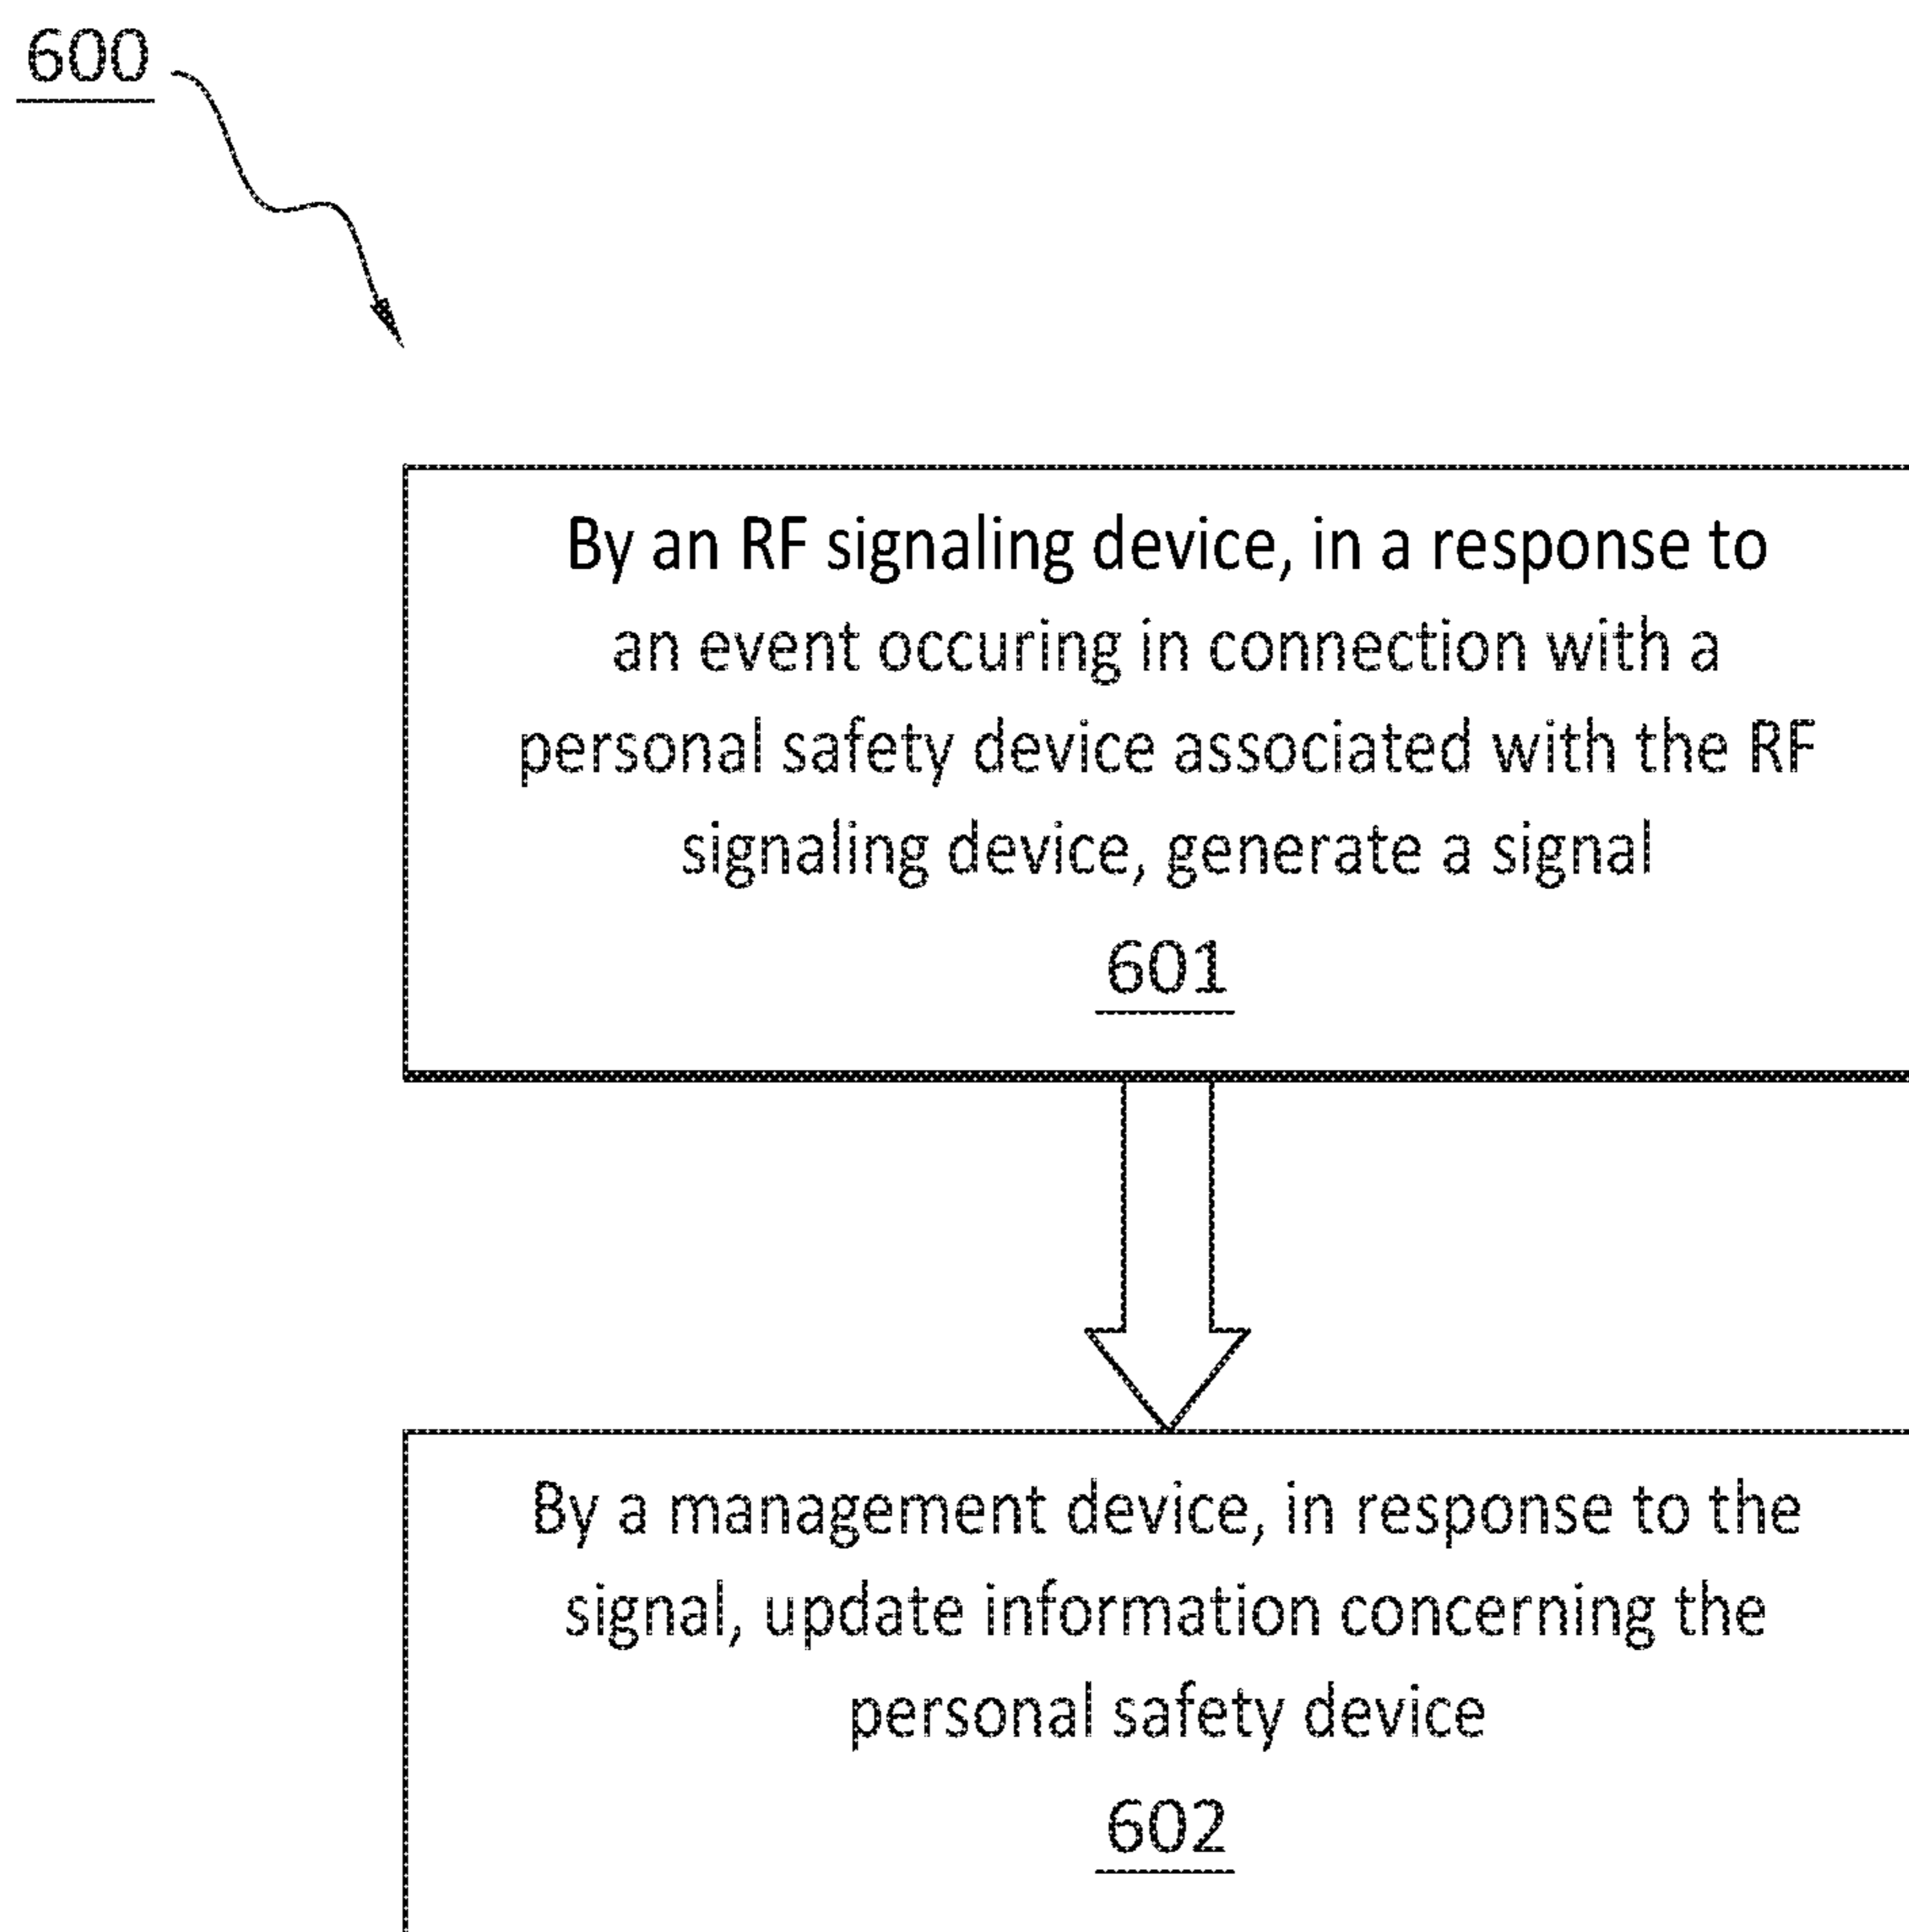 600
By an RF signaling device, in a response to
an event occuring in connection with a
personal safety device associated with the RF
signaling device, generate a signal
601
By a management device, in response to the
signal, update information concerning the
personal safety device
602